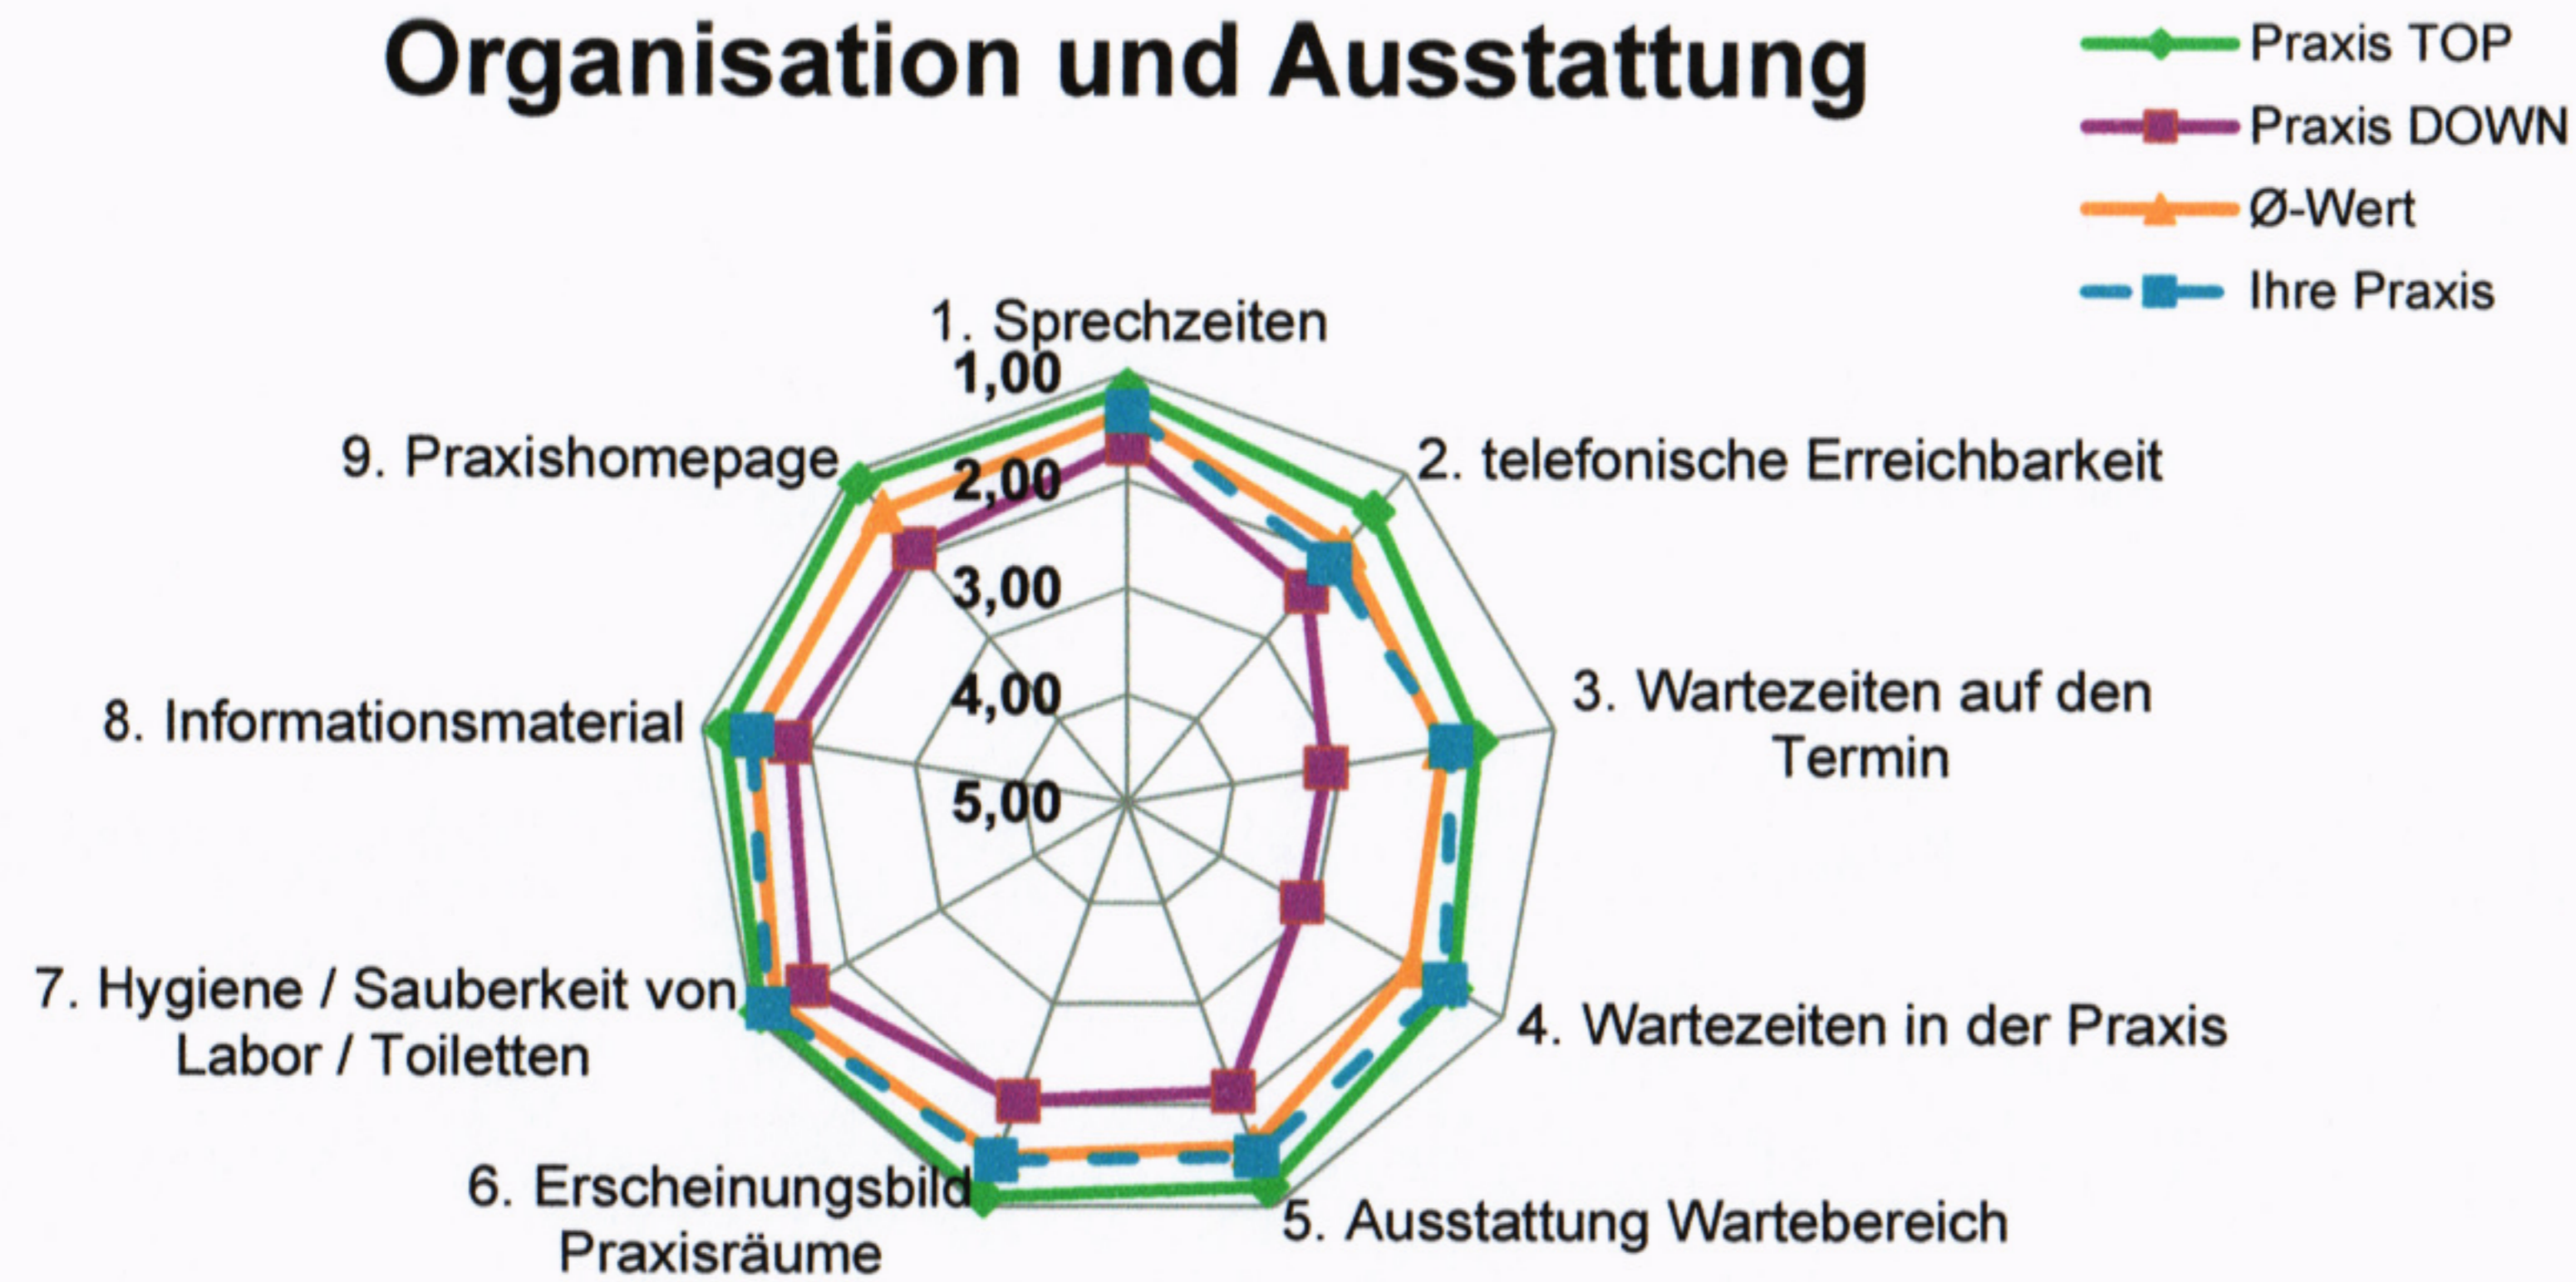 Organisation und Ausstattung
Praxis TOP
Praxis DOWN
Ø-Wert
Ihre Praxis
1. Sprechzeiten
2. telefonische Erreichbarkeit
3. Wartezeiten auf den
Termin
4. Wartezeiten in der Praxis
5. Ausstattung Wartebereich
6. Erscheinungsbild
Praxisräume
7. Hygiene / Sauberkeit von
Labor / Toiletten
8. Informationsmaterial
9. Praxishomepage
1,00
2,00
3,00
4,00
5,00